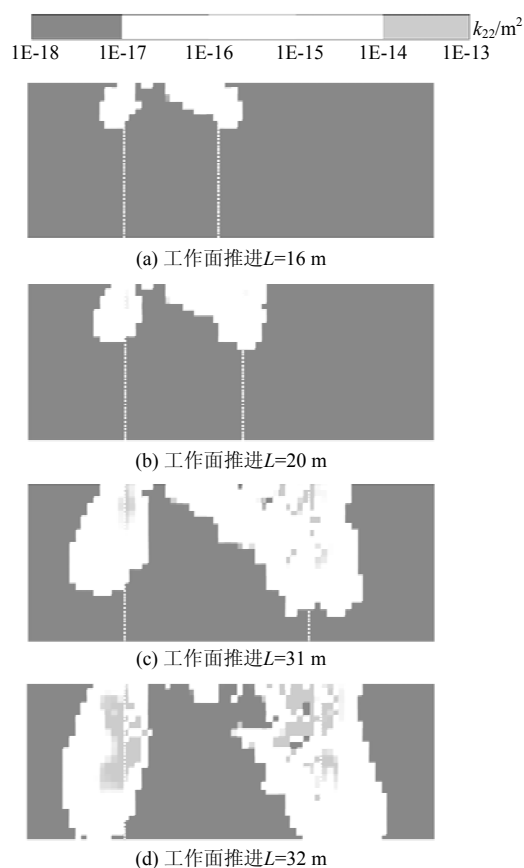 k₂₂/m²
1E-18 1E-17 1E-16 1E-15 1E-14 1E-13
(a) 工作面推进L=16 m
(b) 工作面推进L=20 m
(c) 工作面推进L=31 m
(d) 工作面推进L=32 m